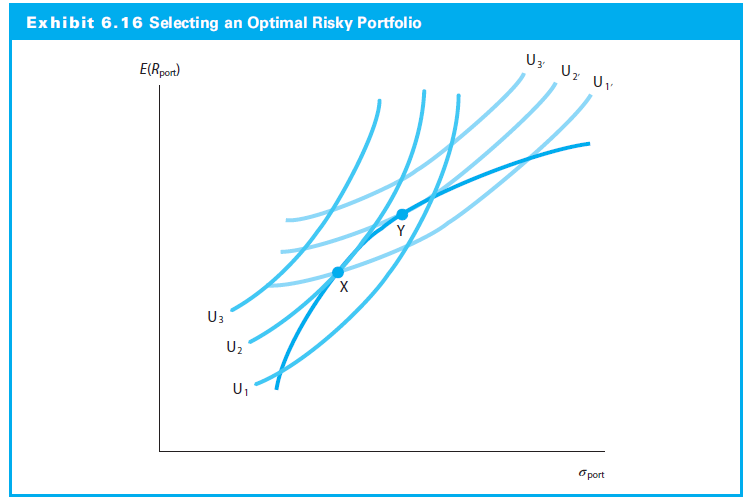 Exhibit 6.16 Selecting an Optimal Risky Portfolio
E(Rport)
U3′
U2′
U1′
Y
X
U3
U2
U1
σport